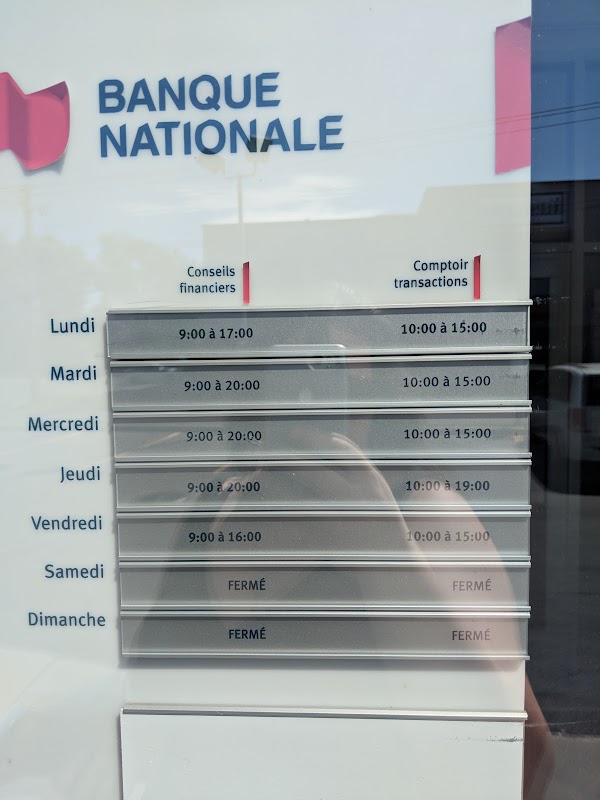 BANQUE
NATIONALE
Conseils
financiers
Comptoir
transactions
Lundi 9:00 à 17:00 10:00 à 15:00
Mardi 9:00 à 20:00 10:00 à 15:00
Mercredi 9:00 à 20:00 10:00 à 15:00
Jeudi 9:00 à 20:00 10:00 à 19:00
Vendredi 9:00 à 16:00 10:00 à 15:00
Samedi FERMÉ FERMÉ
Dimanche FERMÉ FERMÉ